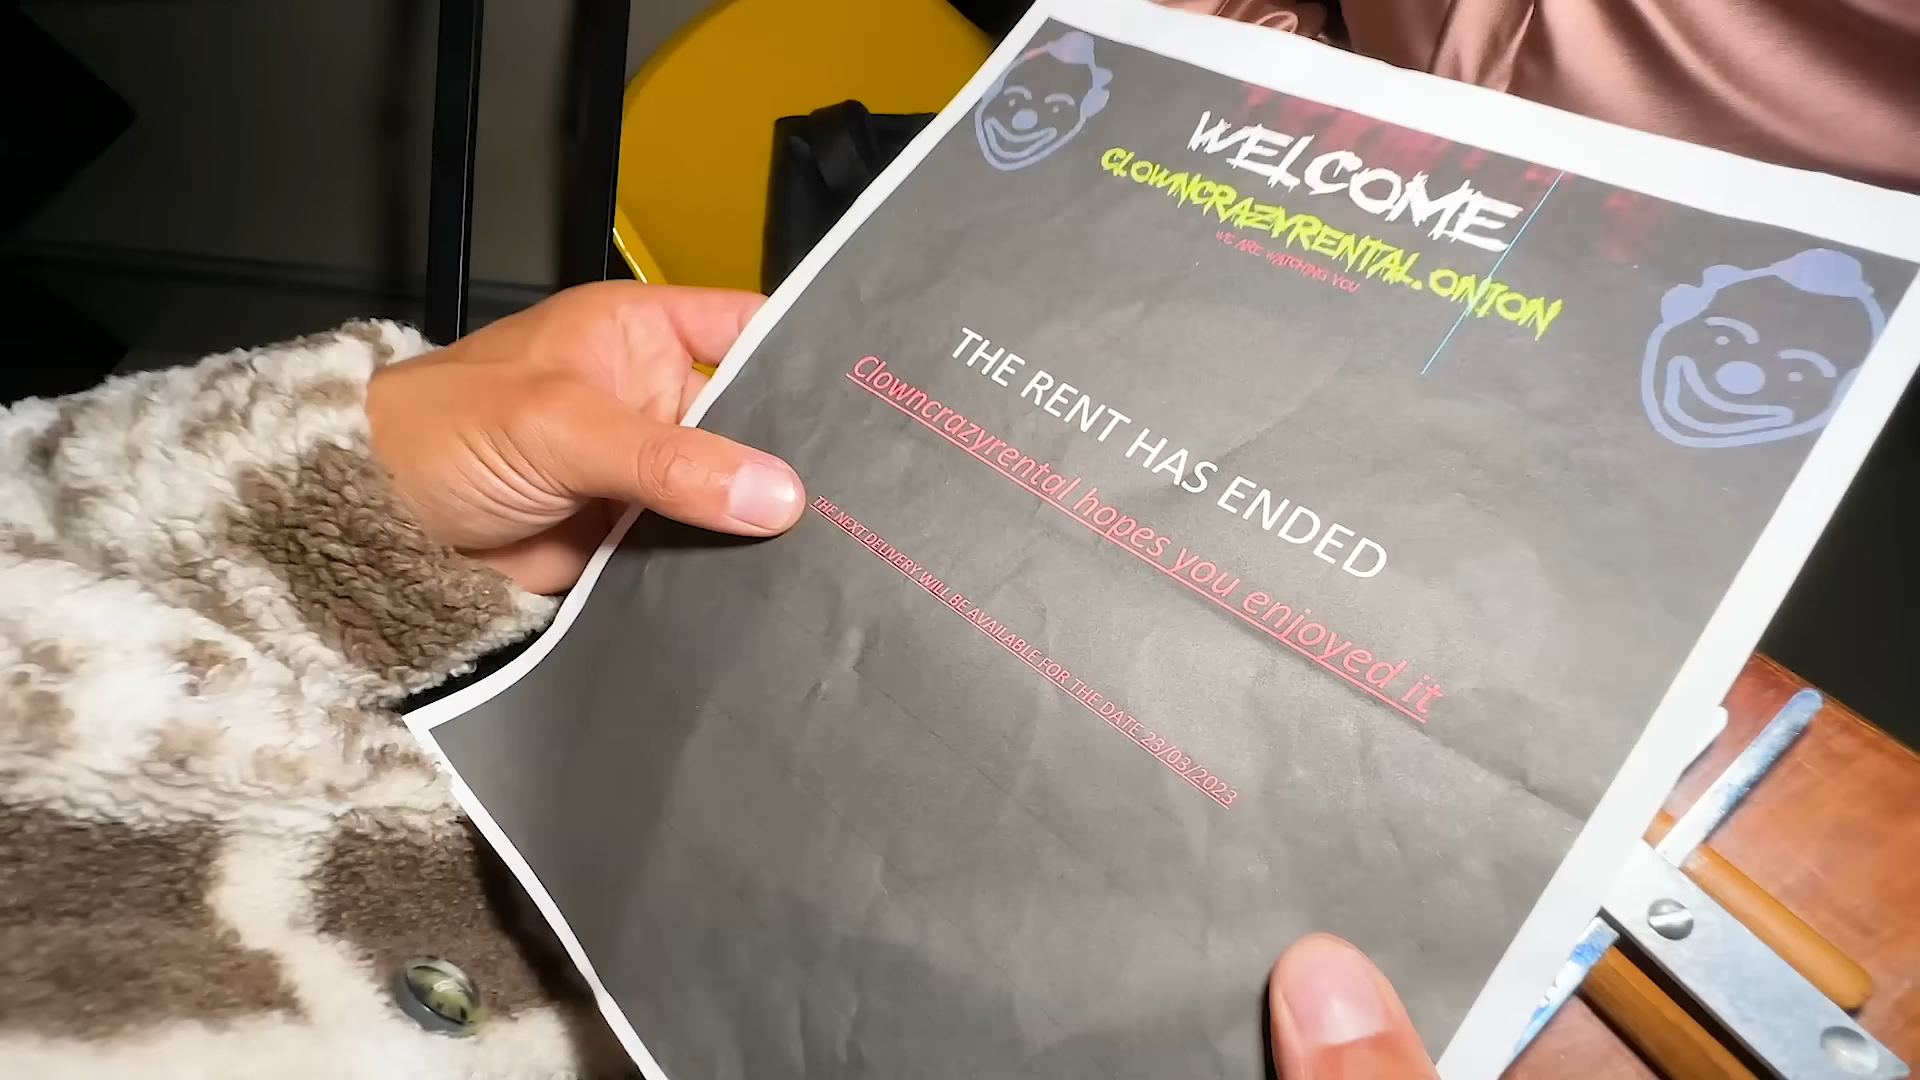 WELCOME
CLOWNCRAZYRENTAL.ONION
WE ARE WATCHING YOU
THE RENT HAS ENDED
Clowncrazyrental hopes you enjoyed it
THE NEXT DELIVERY WILL BE AVAILABLE FOR THE DATE 23/03/2023